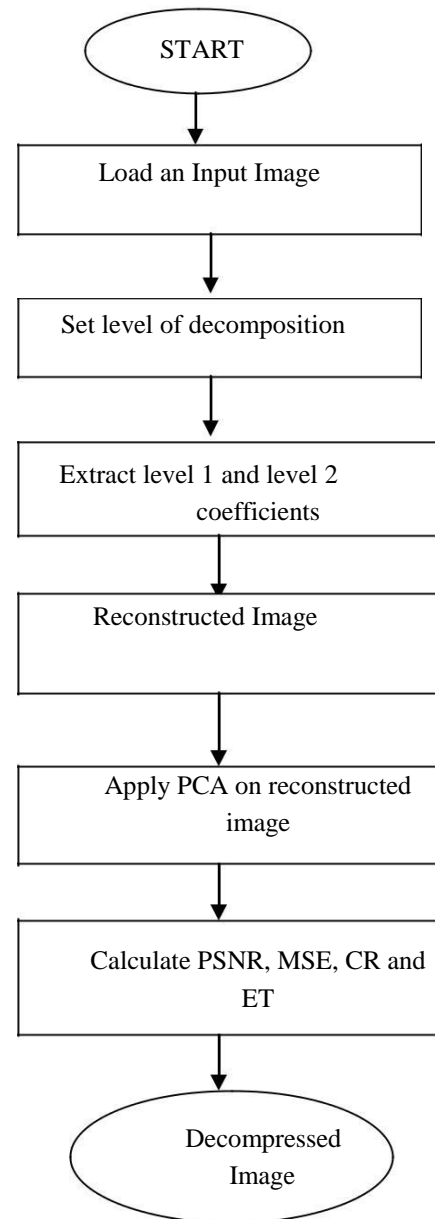 START
Load an Input Image
Set level of decomposition
Extract level 1 and level 2
coefficients
Reconstructed Image
Apply PCA on reconstructed
image
Calculate PSNR, MSE, CR and
ET
Decompressed
Image